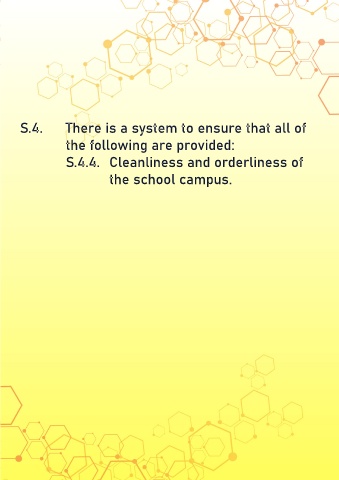 S.4. There is a system to ensure that all of
the following are provided:
S.4.4. Cleanliness and orderliness of
the school campus.